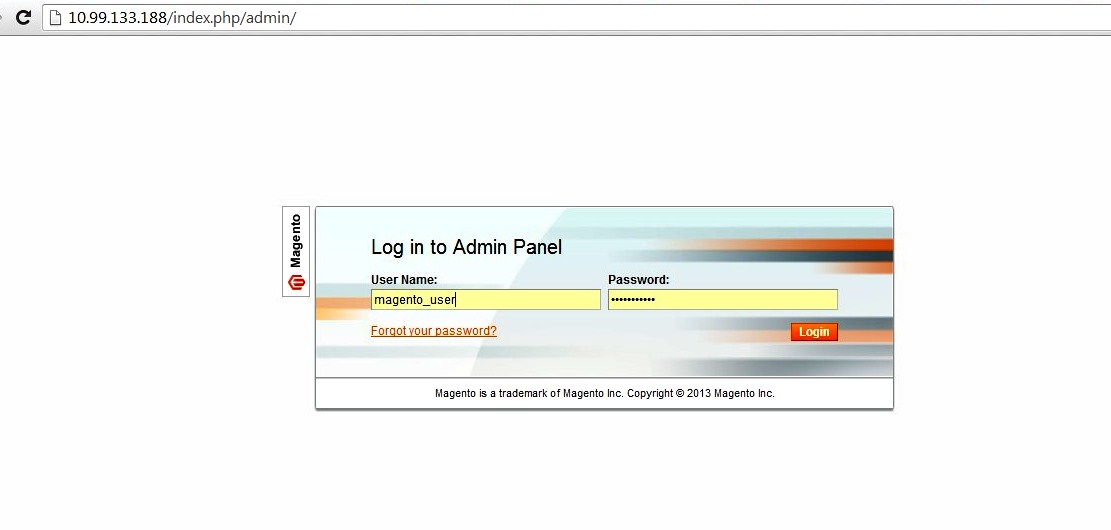 10.99.133.188/index.php/admin/
Magento
Log in to Admin Panel
User Name:
Password:
magento_user
•••••••••••
Forgot your password?
Login
Magento is a trademark of Magento Inc. Copyright © 2013 Magento Inc.